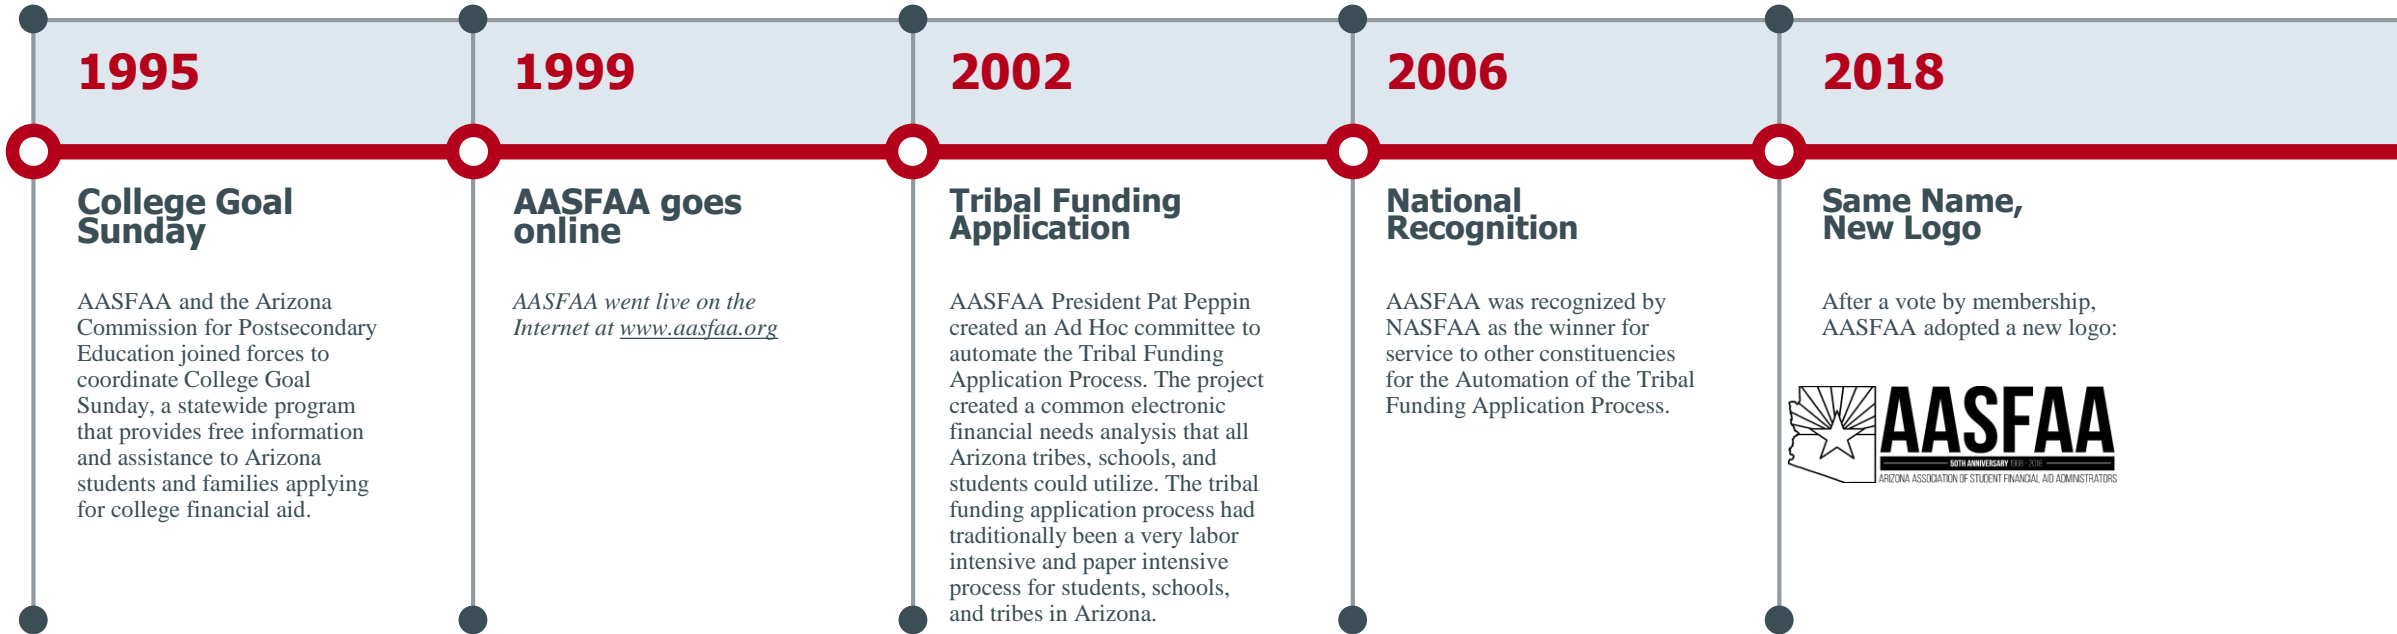 1995
College Goal
Sunday
AASFAA and the Arizona
Commission for Postsecondary
Education joined forces to
coordinate College Goal
Sunday, a statewide program
that provides free information
and assistance to Arizona
students and families applying
for college financial aid.
1999
AASFAA goes
online
AASFAA went live on the
Internet at www.aasfaa.org
2002
Tribal Funding
Application
AASFAA President Pat Peppin
created an Ad Hoc committee to
automate the Tribal Funding
Application Process. The project
created a common electronic
financial needs analysis that all
Arizona tribes, schools, and
students could utilize. The tribal
funding application process had
traditionally been a very labor
intensive and paper intensive
process for students, schools,
and tribes in Arizona.
2006
National
Recognition
AASFAA was recognized by
NASFAA as the winner for
service to other constituencies
for the Automation of the Tribal
Funding Application Process.
2018
Same Name,
New Logo
After a vote by membership,
AASFAA adopted a new logo:
AASFAA
50TH ANNIVERSARY 1968 - 2018
ARIZONA ASSOCIATION OF STUDENT FINANCIAL AID ADMINISTRATORS